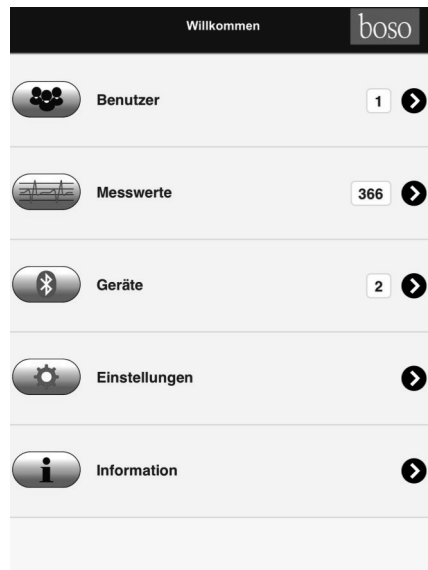 Willkommen
boso
Benutzer 1
Messwerte 366
Geräte 2
Einstellungen
Information